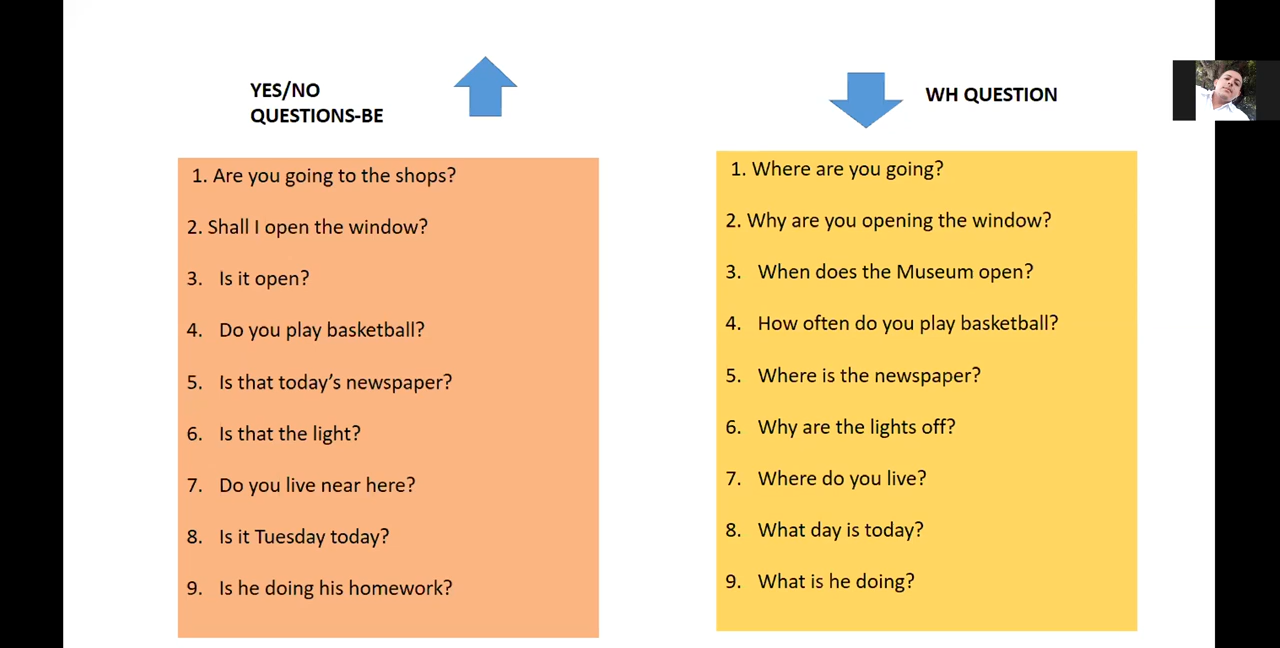 YES/NO
QUESTIONS-BE
1. Are you going to the shops?
2. Shall I open the window?
3. Is it open?
4. Do you play basketball?
5. Is that today’s newspaper?
6. Is that the light?
7. Do you live near here?
8. Is it Tuesday today?
9. Is he doing his homework?
WH QUESTION
1. Where are you going?
2. Why are you opening the window?
3. When does the Museum open?
4. How often do you play basketball?
5. Where is the newspaper?
6. Why are the lights off?
7. Where do you live?
8. What day is today?
9. What is he doing?